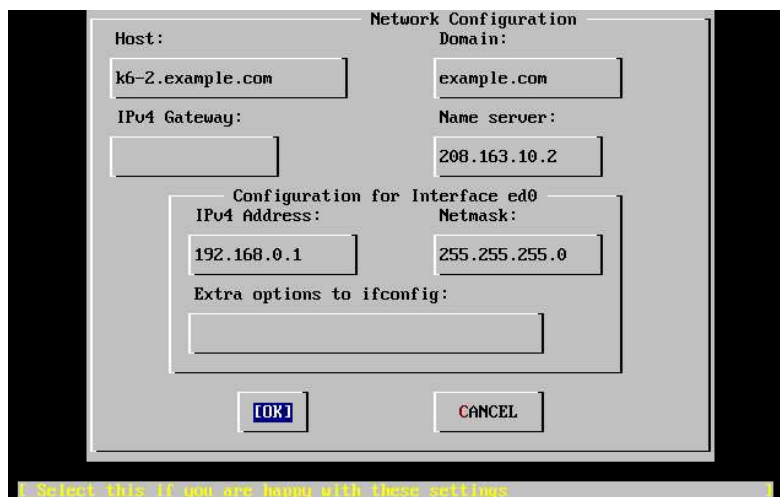 Network Configuration
Host: Domain:
k6-2.example.com example.com
IPv4 Gateway: Name server:
208.163.10.2
Configuration for Interface ed0
IPv4 Address: Netmask:
192.168.0.1 255.255.255.0
Extra options to ifconfig:
[OK] CANCEL
[ Select this if you are happy with these settings ]